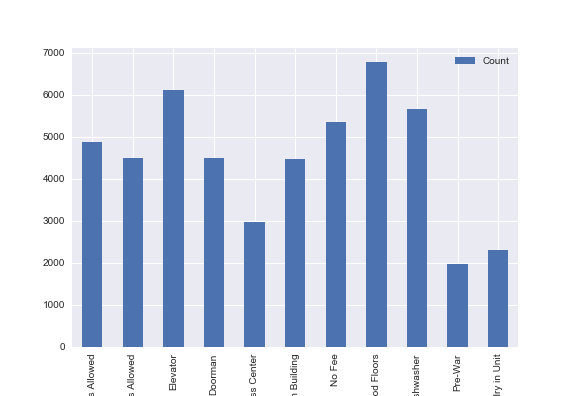 7000
6000
5000
4000
3000
2000
1000
0
Count
s Allowed
s Allowed
Elevator
Doorman
ss Center
n Building
No Fee
od Floors
shwasher
Pre-War
dry in Unit